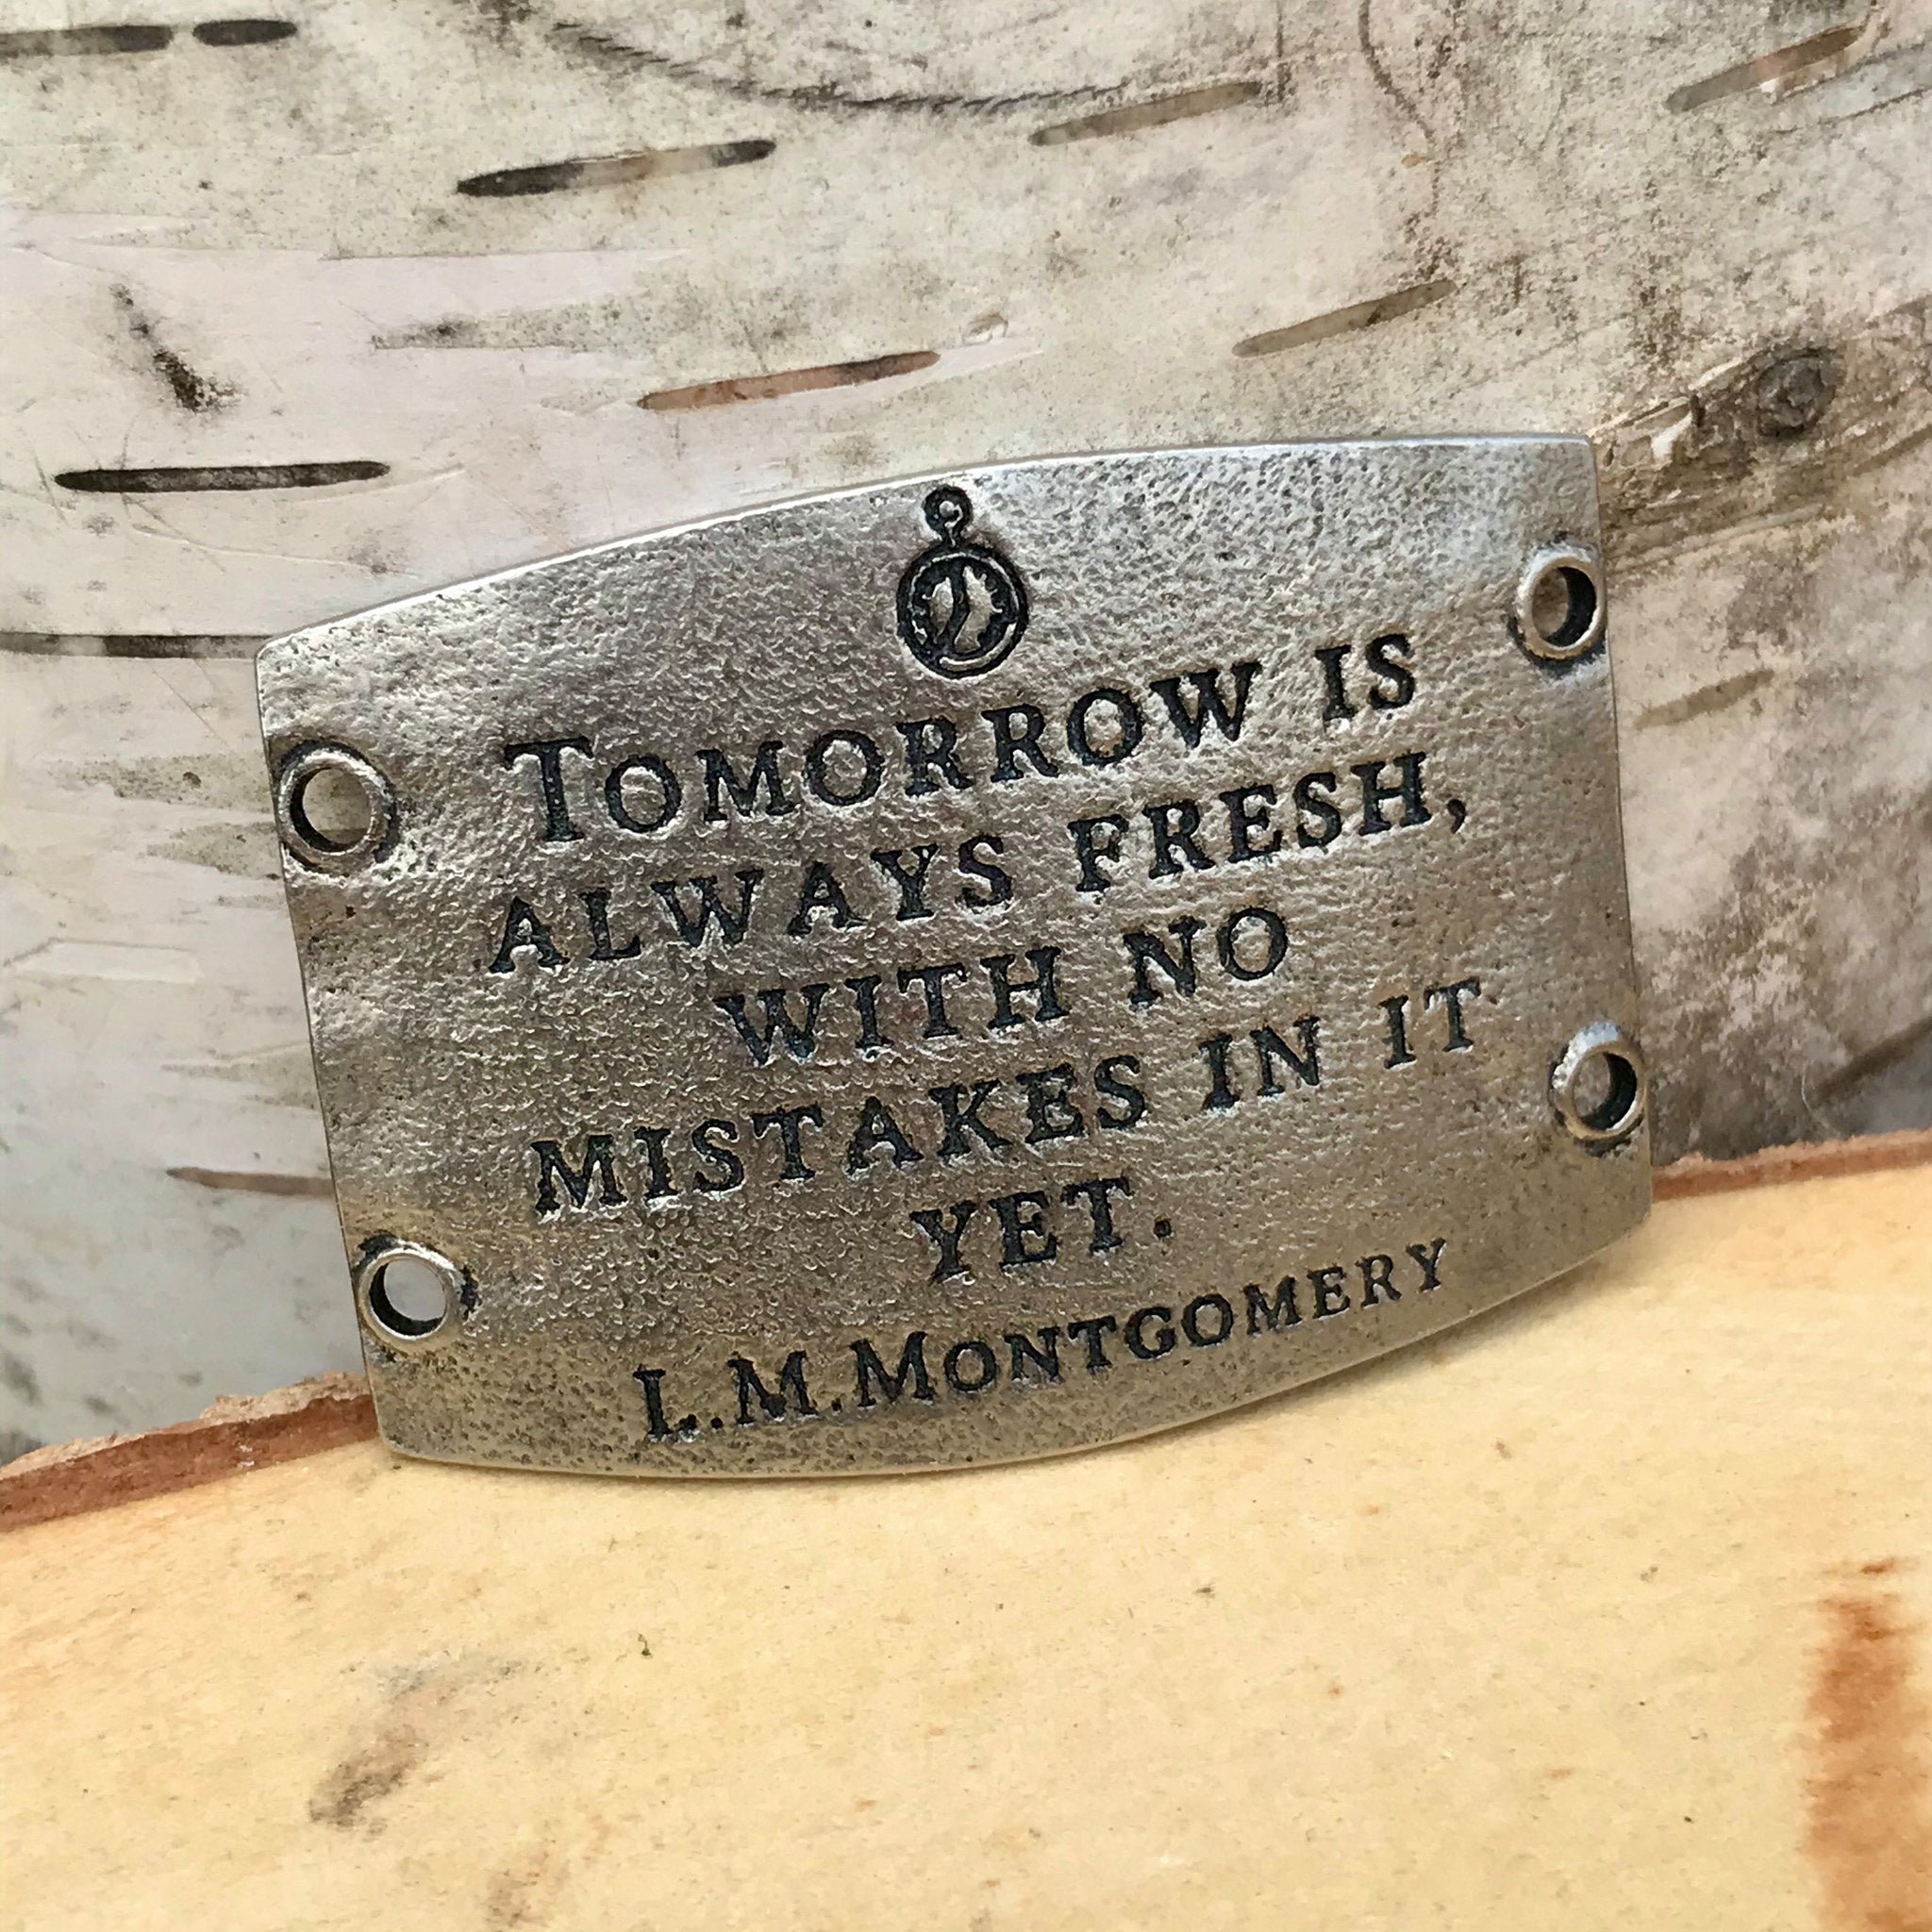 Tomorrow is
always fresh,
with no
mistakes in it
yet.
L.M.Montgomery